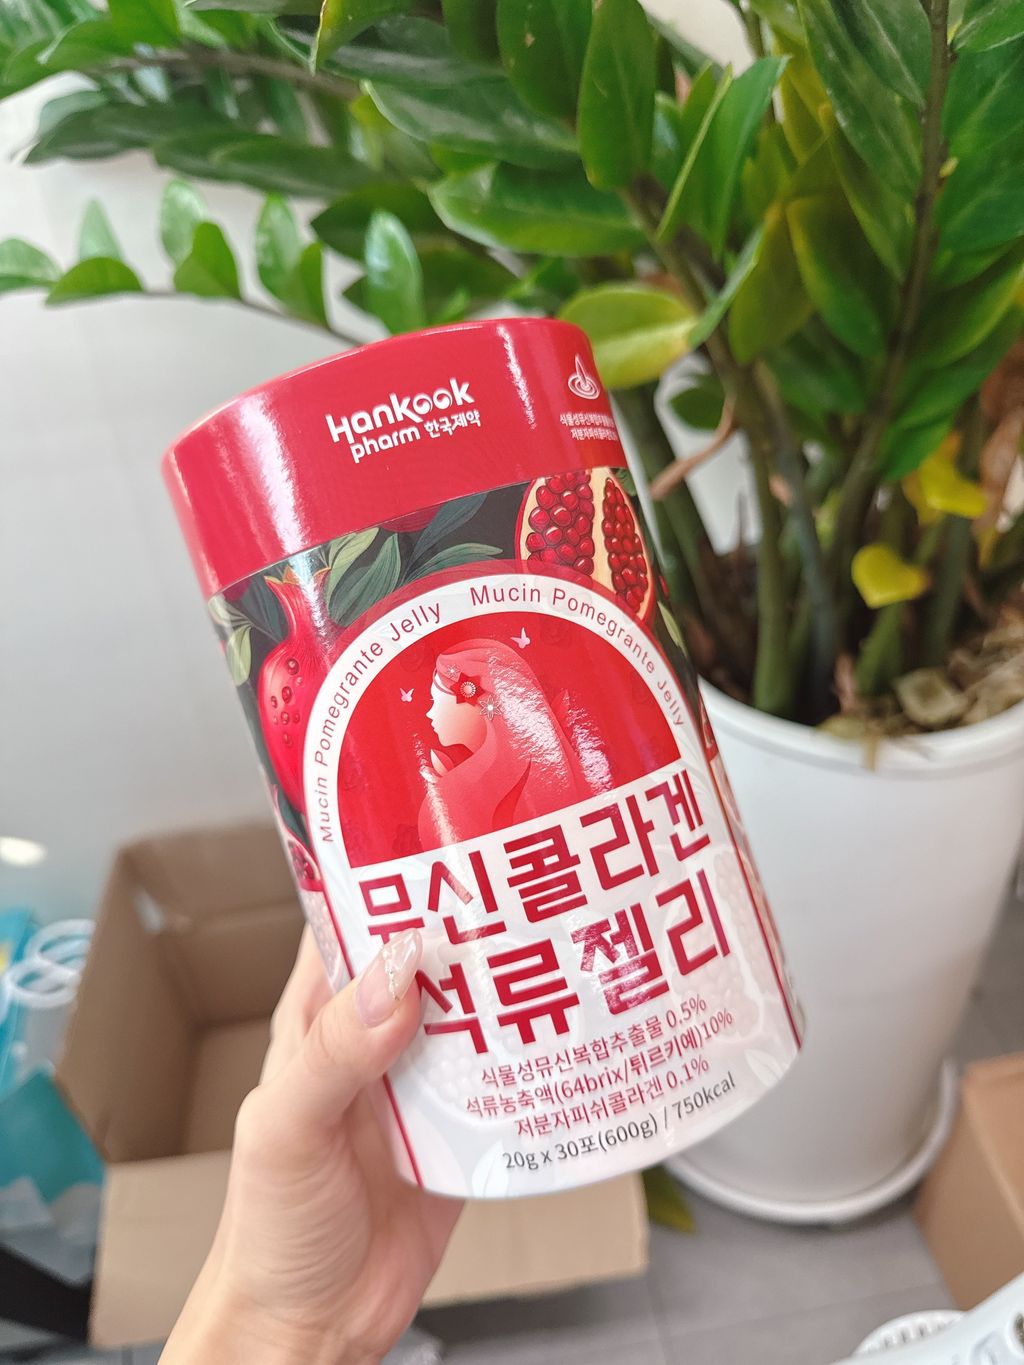 Hankook
pharm 한국제약
Mucin Pomegrante Jelly Mucin Pomegrante Jelly
뮤신콜라겐
석류젤리
식물성뮤신복합추출물 0.5%
석류농축액(64brix/튀르키예)10%
저분자피쉬콜라겐 0.1%
20g x 30포(600g) / 750kcal